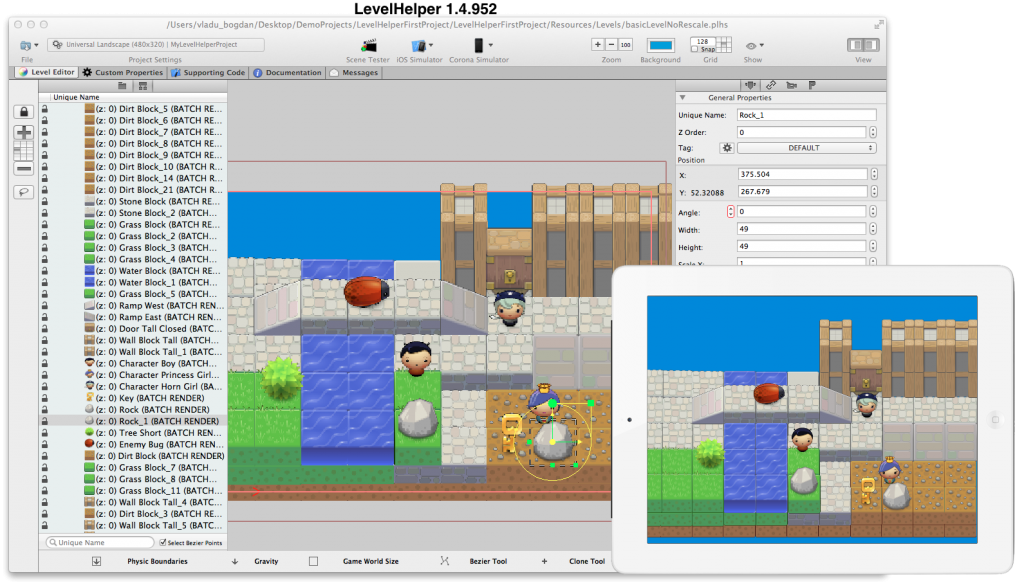 LevelHelper 1.4.952
/Users/vladu_bogdan/Desktop/DemoProjects/LevelHelperFirstProject/LevelHelperFirstProject/Resources/Levels/basicLevelNoRescale.plhs
Universal Landscape (480x320) | MyLevelHelperProject
128
Snap
100
File
Project Settings
Scene Tester
iOS Simulator
Corona Simulator
Zoom
Background
Grid
Show
View
Level Editor
Custom Properties
Supporting Code
Documentation
Messages
Unique Name
(z: 0) Dirt Block_5 (BATCH RE...
(z: 0) Dirt Block_6 (BATCH RE...
(z: 0) Dirt Block_7 (BATCH RE...
(z: 0) Dirt Block_8 (BATCH RE...
(z: 0) Dirt Block_9 (BATCH RE...
(z: 0) Dirt Block_10 (BATCH R...
(z: 0) Dirt Block_14 (BATCH R...
(z: 0) Dirt Block_21 (BATCH R...
(z: 0) Stone Block (BATCH RE...
(z: 0) Stone Block_2 (BATCH...
(z: 0) Grass Block (BATCH RE...
(z: 0) Grass Block_2 (BATCH...
(z: 0) Grass Block_3 (BATCH...
(z: 0) Grass Block_4 (BATCH...
(z: 0) Water Block (BATCH RE...
(z: 0) Water Block_1 (BATCH...
(z: 0) Grass Block_5 (BATCH...
(z: 0) Ramp West (BATCH REN...
(z: 0) Ramp East (BATCH REN...
(z: 0) Door Tall Closed (BATC...
(z: 0) Wall Block Tall (BATCH...
(z: 0) Wall Block Tall_1 (BATC...
(z: 0) Character Boy (BATCH...
(z: 0) Character Princess Girl...
(z: 0) Character Horn Girl (BA...
(z: 0) Key (BATCH RENDER)
(z: 0) Rock (BATCH RENDER)
(z: 0) Rock_1 (BATCH RENDER)
(z: 0) Tree Short (BATCH REN...
(z: 0) Enemy Bug (BATCH REN...
(z: 0) Dirt Block (BATCH RENDER)
(z: 0) Grass Block_7 (BATCH...
(z: 0) Grass Block_8 (BATCH...
(z: 0) Grass Block_11 (BATCH...
(z: 0) Wall Block Tall_4 (BATC...
(z: 0) Dirt Block_3 (BATCH RE...
(z: 0) Wall Block Tall_2 (BATC...
(z: 0) Wall Block Tall_5 (BATC...
Unique Name
Select Bezier Points
General Properties
Unique Name: Rock_1
Z Order: 0
Tag: DEFAULT
Position
X: 375.504
Y: 52.32088 267.679
Angle: 0
Width: 49
Height: 49
Scale X: 1
Physic Boundaries
Gravity
Game World Size
Bezier Tool
Clone Tool